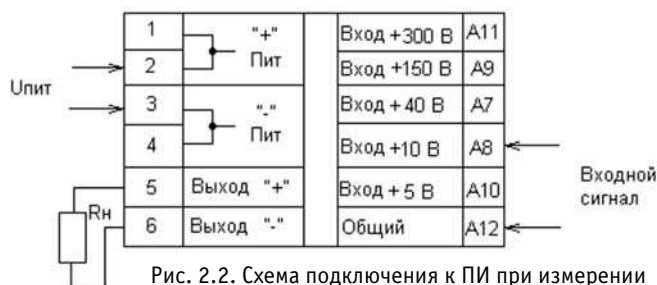 1 "+" Вход +300 В A11
2 Пит Вход +150 В A9
Uпит
3 "-" Вход +40 В A7
4 Пит Вход +10 В A8
Входной
сигнал
5 Выход "+" Вход + 5 В A10
Rн
6 Выход "-" Общий A12
Рис. 2.2. Схема подключения к ПИ при измерении